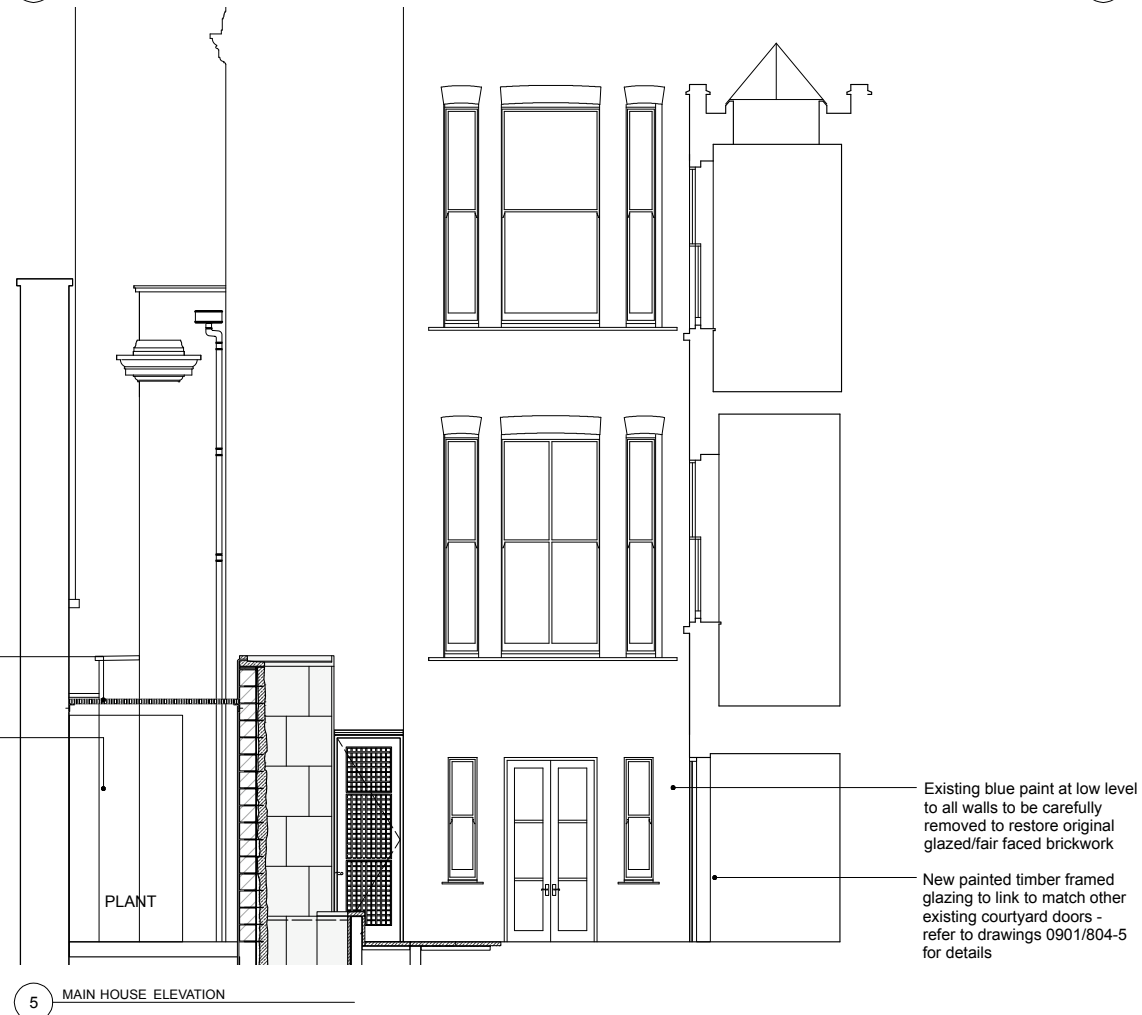 PLANT
Existing blue paint at low level
to all walls to be carefully
removed to restore original
glazed/fair faced brickwork
New painted timber framed
glazing to link to match other
existing courtyard doors -
refer to drawings 0901/804-5
for details
5 MAIN HOUSE ELEVATION